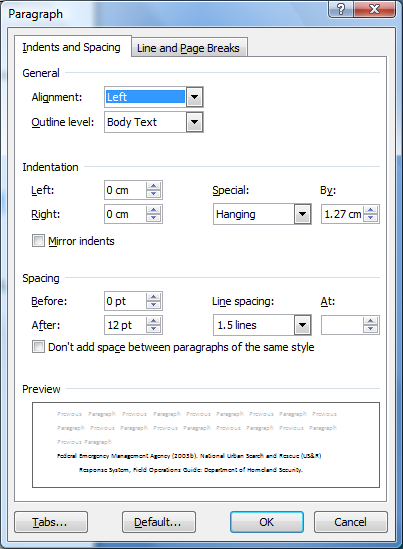 Paragraph
Indents and Spacing Line and Page Breaks
General
Alignment: Left
Outline level: Body Text
Indentation
Left: 0 cm Special: By:
Right: 0 cm Hanging 1.27 cm
Mirror indents
Spacing
Before: 0 pt Line spacing: At:
After: 12 pt 1.5 lines
Don't add space between paragraphs of the same style
Preview
Previous Paragraph Previous Paragraph Previous Paragraph Previous Paragraph Previous
Paragraph Previous Paragraph Previous Paragraph Previous Paragraph Previous Paragraph
Previous Paragraph
Federal Emergency Management Agency (2003b). National Urban Search and Rescue (US&R)
Response System, Field Operations Guide: Department of Homeland Security.
Tabs... Default... OK Cancel